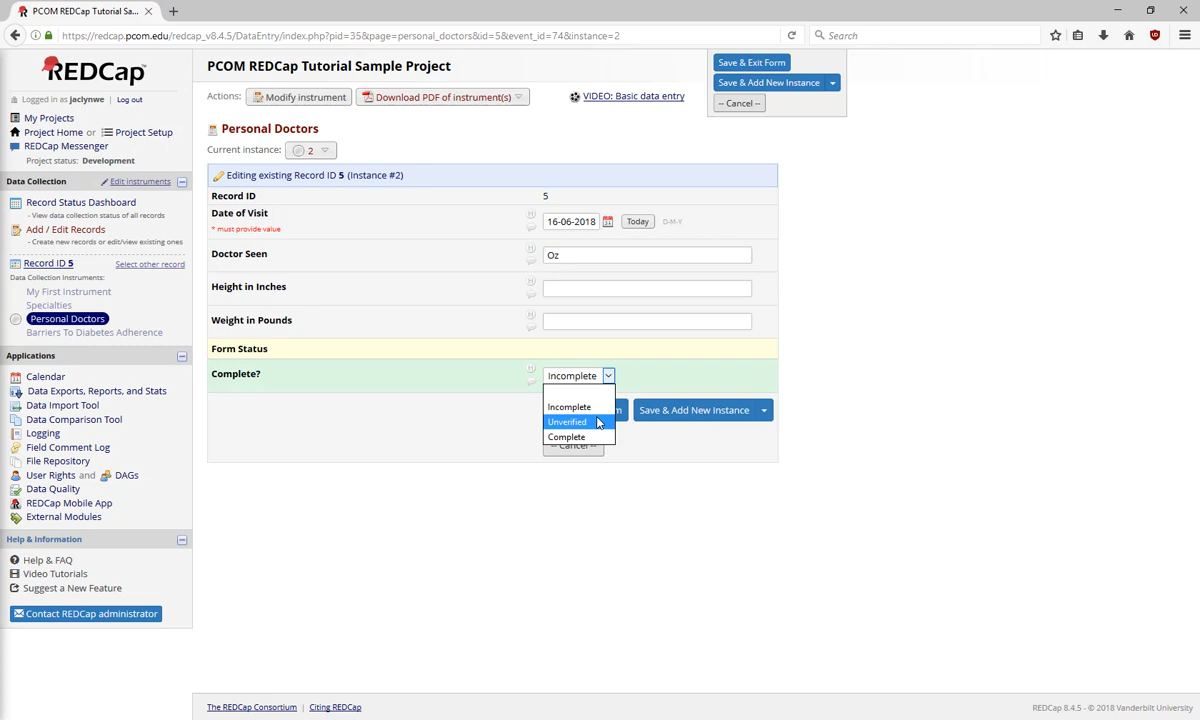 PCOM REDCap Tutorial Sa...
https://redcap.pcom.edu/redcap_v8.4.5/DataEntry/index.php?pid=35&page=personal_doctors&id=5&event_id=74&instance=2
Search
REDCap
Logged in as jaclynwe | Log out
My Projects
Project Home or Project Setup
REDCap Messenger
Project status: Development
Data Collection Edit instruments
Record Status Dashboard
- View data collection status of all records
Add / Edit Records
- Create new records or edit/view existing ones
Record ID 5 Select other record
Data Collection Instruments:
My First Instrument
Specialties
Personal Doctors
Barriers To Diabetes Adherence
Applications
Calendar
Data Exports, Reports, and Stats
Data Import Tool
Data Comparison Tool
Logging
Field Comment Log
File Repository
User Rights and DAGs
Data Quality
REDCap Mobile App
External Modules
Help & Information
Help & FAQ
Video Tutorials
Suggest a New Feature
Contact REDCap administrator
PCOM REDCap Tutorial Sample Project
Actions: Modify instrument Download PDF of instrument(s) VIDEO: Basic data entry
Save & Exit Form
Save & Add New Instance
-- Cancel --
Personal Doctors
Current instance: 2
Editing existing Record ID 5 (Instance #2)
Record ID 5
Date of Visit
* must provide value
16-06-2018 Today D-M-Y
Doctor Seen Oz
Height in Inches
Weight in Pounds
Form Status
Complete? Incomplete
Incomplete
Unverified
Complete
Save & Add New Instance
-- Cancel --
The REDCap Consortium | Citing REDCap
REDCap 8.4.5 - © 2018 Vanderbilt University